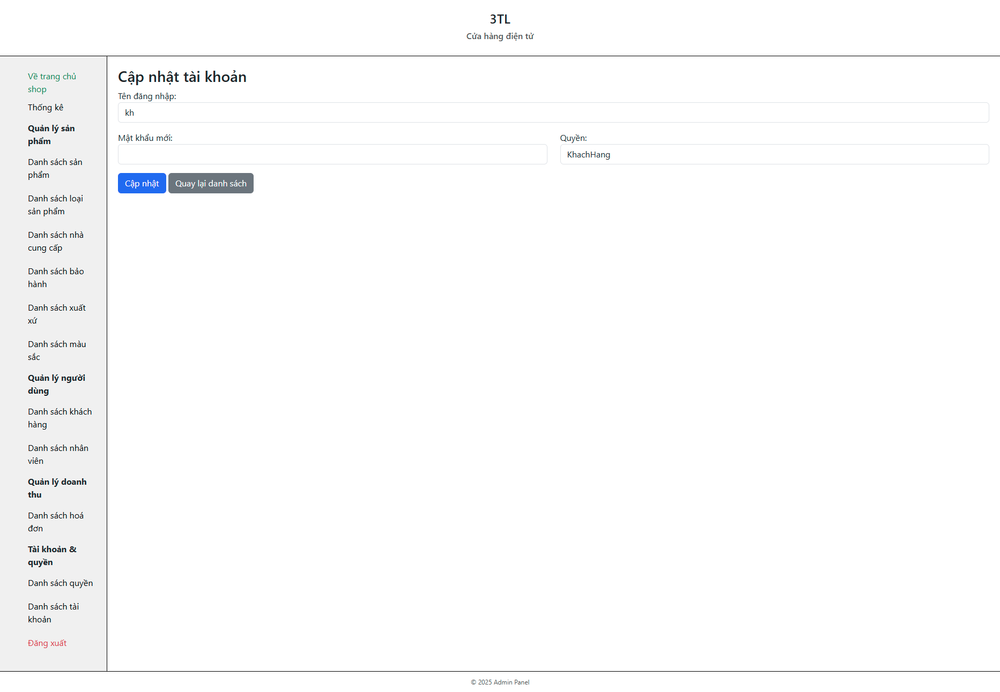 3TL
Cửa hàng điện tử
Về trang chủ
shop
Thống kê
Quản lý sản
phẩm
Danh sách sản
phẩm
Danh sách loại
sản phẩm
Danh sách nhà
cung cấp
Danh sách bảo
hành
Danh sách xuất
xứ
Danh sách màu
sắc
Quản lý người
dùng
Danh sách khách
hàng
Danh sách nhân
viên
Quản lý doanh
thu
Danh sách hoá
đơn
Tài khoản &
quyền
Danh sách quyền
Danh sách tài
khoản
Đăng xuất
Cập nhật tài khoản
Tên đăng nhập:
kh
Mật khẩu mới:
Quyền:
KhachHang
Cập nhật
Quay lại danh sách
© 2025 Admin Panel